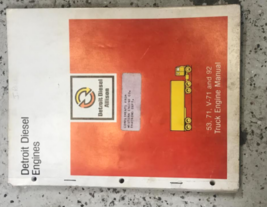 Detroit Diesel
Engines
Detroit Diesel
Allison
53, 71, V-71 and 92
Truck Engine Manual